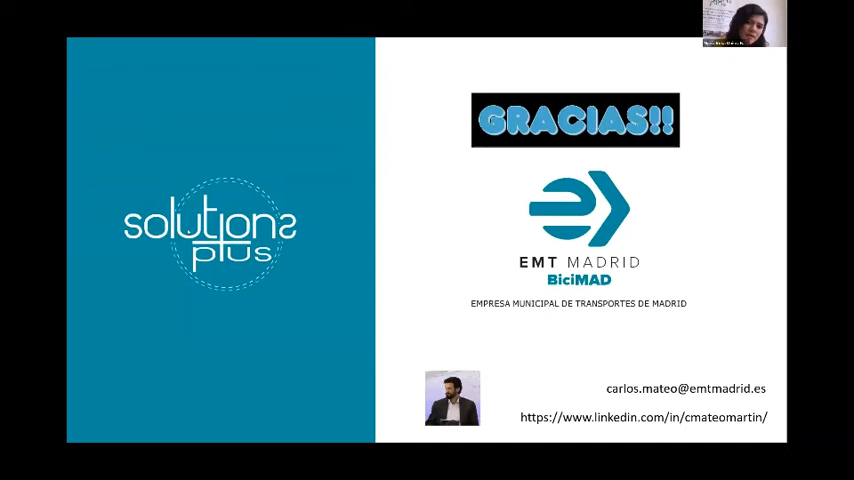 solutions
plus
GRACIAS!!
EMT MADRID
BiciMAD
EMPRESA MUNICIPAL DE TRANSPORTES DE MADRID
carlos.mateo@emtmadrid.es
https://www.linkedin.com/in/cmateomartin/